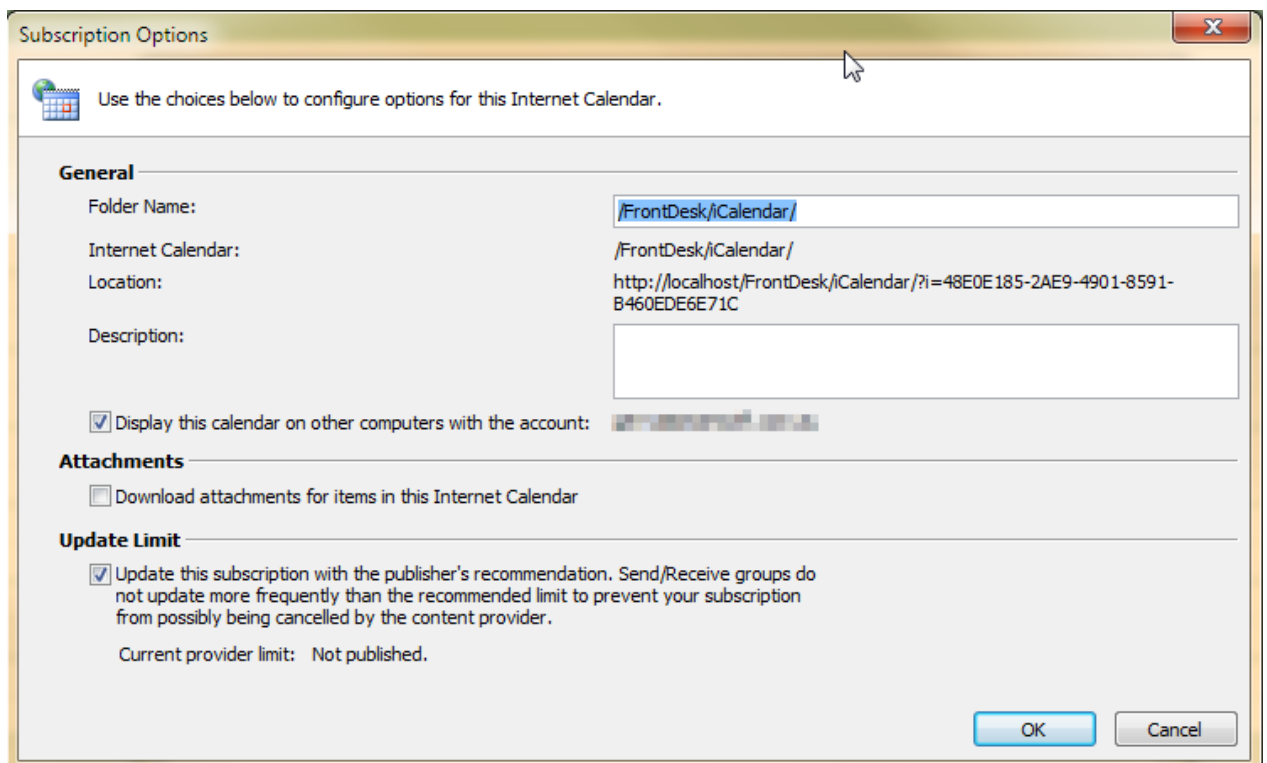 Subscription Options
Use the choices below to configure options for this Internet Calendar.
General
Folder Name:
/FrontDesk/iCalendar/
Internet Calendar:
/FrontDesk/iCalendar/
Location:
http://localhost/FrontDesk/iCalendar/?i=48E0E185-2AE9-4901-8591-
B460EDE6E71C
Description:
Display this calendar on other computers with the account:
Attachments
Download attachments for items in this Internet Calendar
Update Limit
Update this subscription with the publisher's recommendation. Send/Receive groups do
not update more frequently than the recommended limit to prevent your subscription
from possibly being cancelled by the content provider.
Current provider limit: Not published.
OK
Cancel